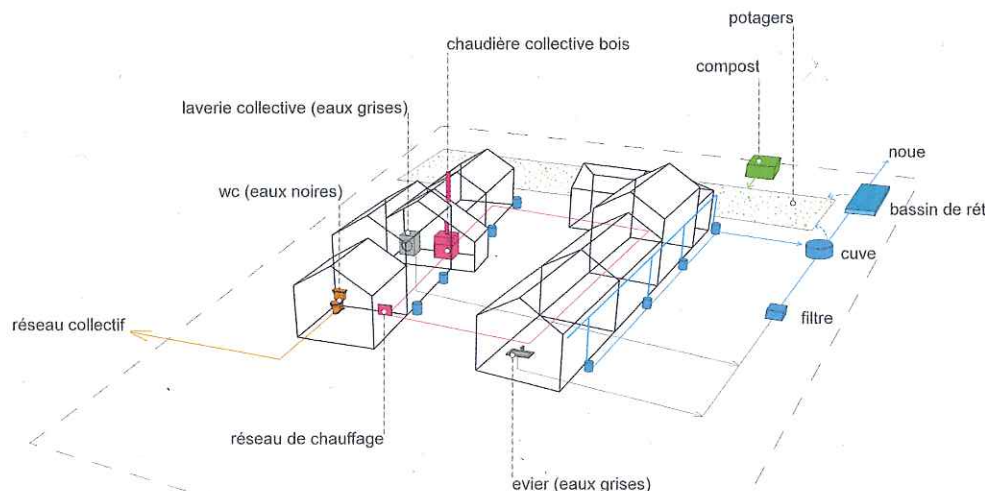 potagers
chaudière collective bois
compost
laverie collective (eaux grises)
noue
wc (eaux noires)
bassin de rét
cuve
filtre
réseau collectif
réseau de chauffage
evier (eaux grises)